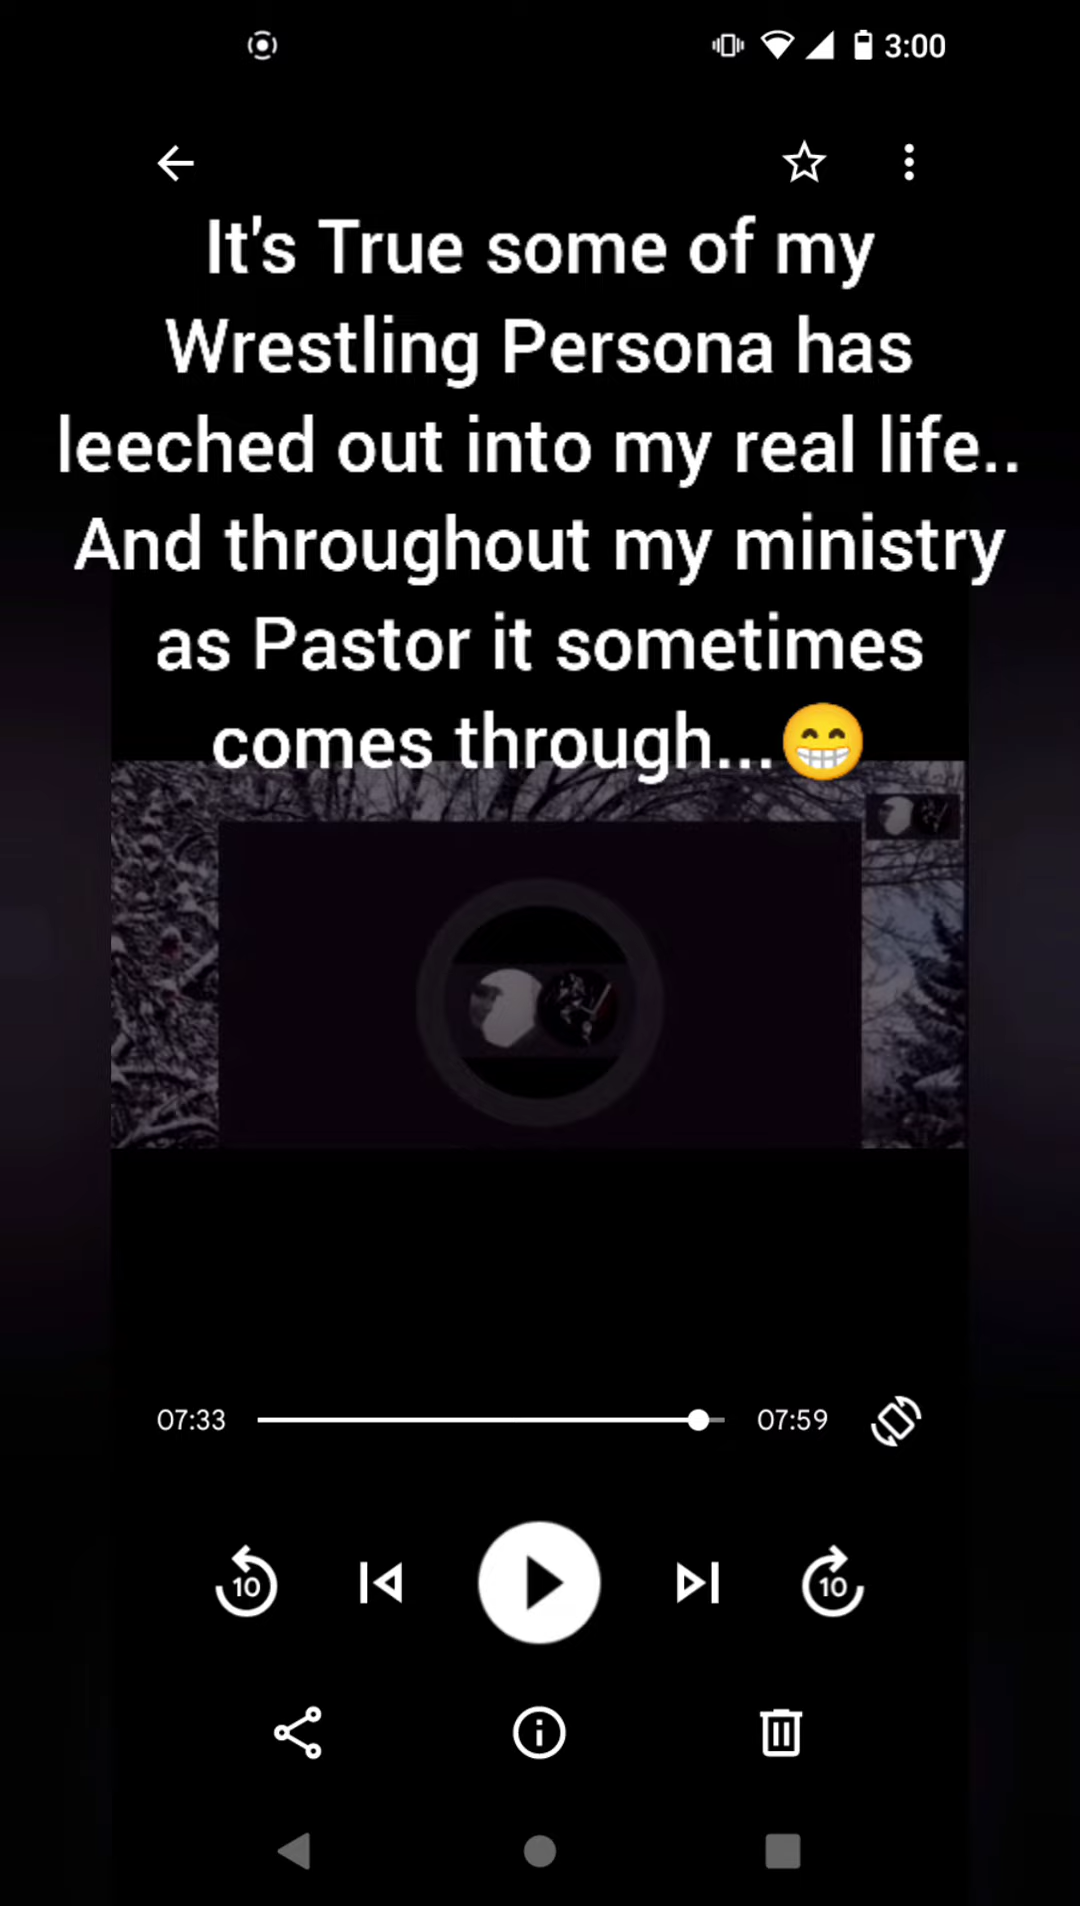 3:00
It's True some of my
Wrestling Persona has
leeched out into my real life..
And throughout my ministry
as Pastor it sometimes
comes through...😁
07:33 07:59
10 10